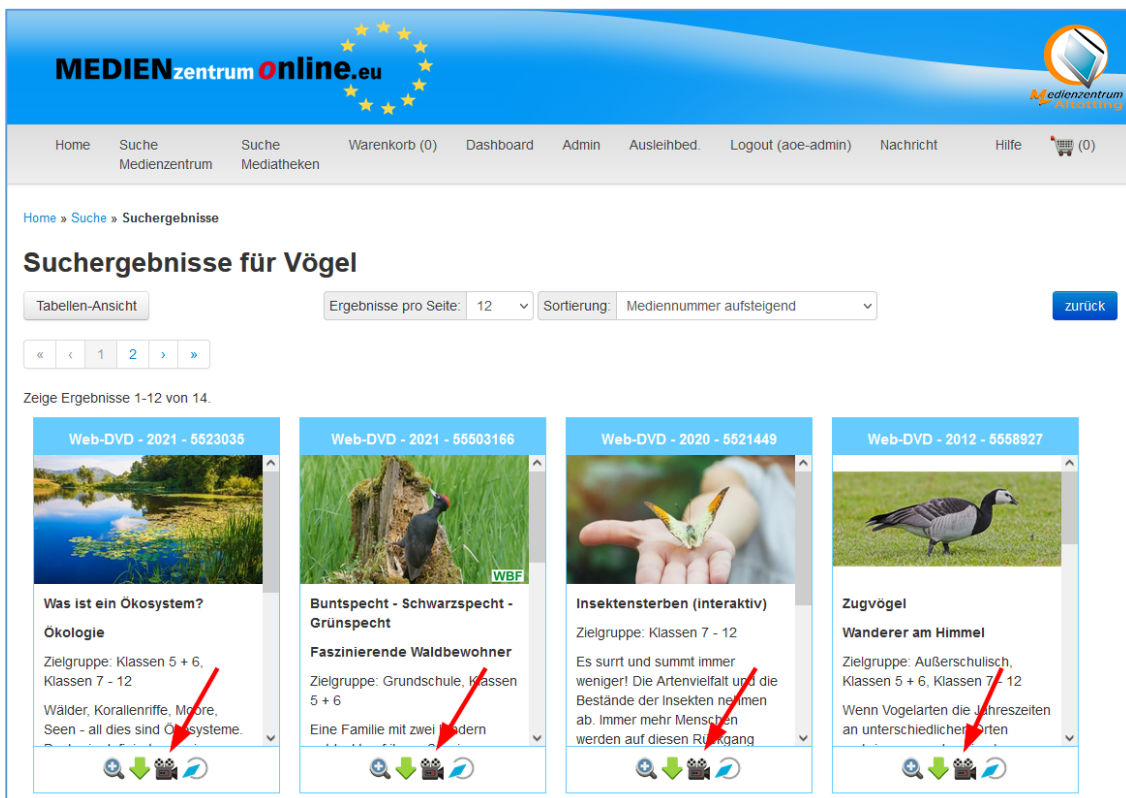 MEDIENzentrum online.eu
Medienzentrum
Altötting
Home
Suche
Medienzentrum
Suche
Mediatheken
Warenkorb (0)
Dashboard
Admin
Ausleihbed.
Logout (aoe-admin)
Nachricht
Hilfe
(0)
Home » Suche » Suchergebnisse
Suchergebnisse für Vögel
Tabellen-Ansicht
Ergebnisse pro Seite: 12
Sortierung: Mediennummer aufsteigend
zurück
« ‹ 1 2 › »
Zeige Ergebnisse 1-12 von 14.
Web-DVD - 2021 - 5523035
Was ist ein Ökosystem?
Ökologie
Zielgruppe: Klassen 5 + 6,
Klassen 7 - 12
Wälder, Korallenriffe, Moore,
Seen - all dies sind Ökosysteme.
Web-DVD - 2021 - 55503166
WBF
Buntspecht - Schwarzspecht -
Grünspecht
Faszinierende Waldbewohner
Zielgruppe: Grundschule, Klassen
5 + 6
Eine Familie mit zwei Kindern
Web-DVD - 2020 - 5521449
Insektensterben (interaktiv)
Zielgruppe: Klassen 7 - 12
Es surrt und summt immer
weniger! Die Artenvielfalt und die
Bestände der Insekten nehmen
ab. Immer mehr Menschen
werden auf diesen Rückgang
Web-DVD - 2012 - 5558927
Zugvögel
Wanderer am Himmel
Zielgruppe: Außerschulisch,
Klassen 5 + 6, Klassen 7 - 12
Wenn Vogelarten die Jahreszeiten
an unterschiedlichen Orten